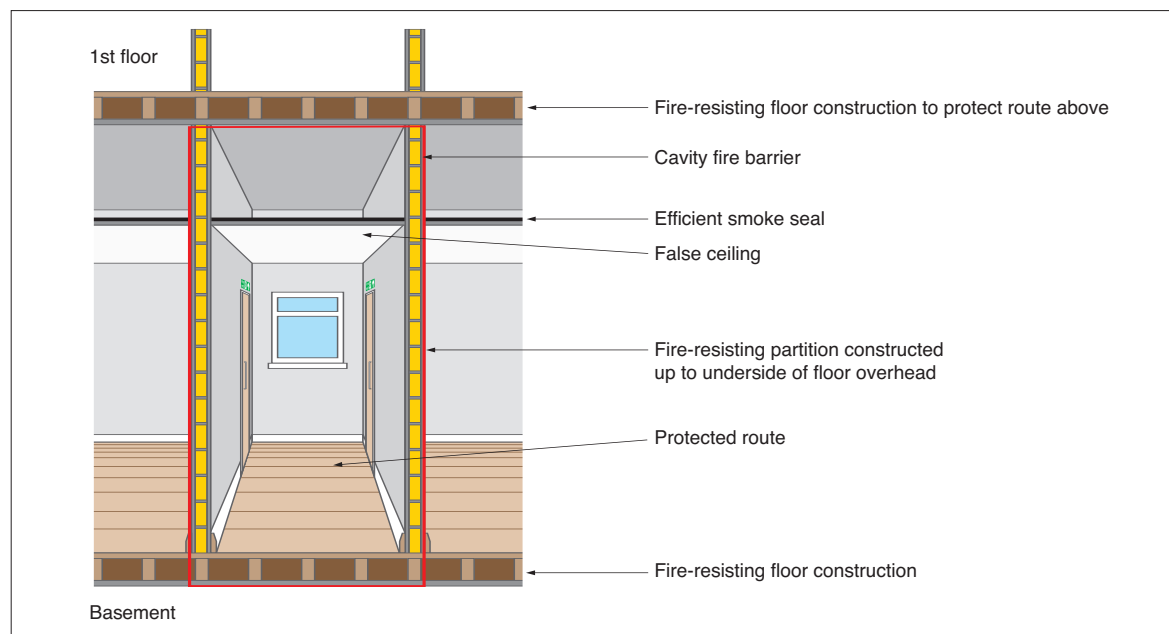 1st floor
Fire-resisting floor construction to protect route above
Cavity fire barrier
Efficient smoke seal
False ceiling
Fire-resisting partition constructed
up to underside of floor overhead
Protected route
Fire-resisting floor construction
Basement